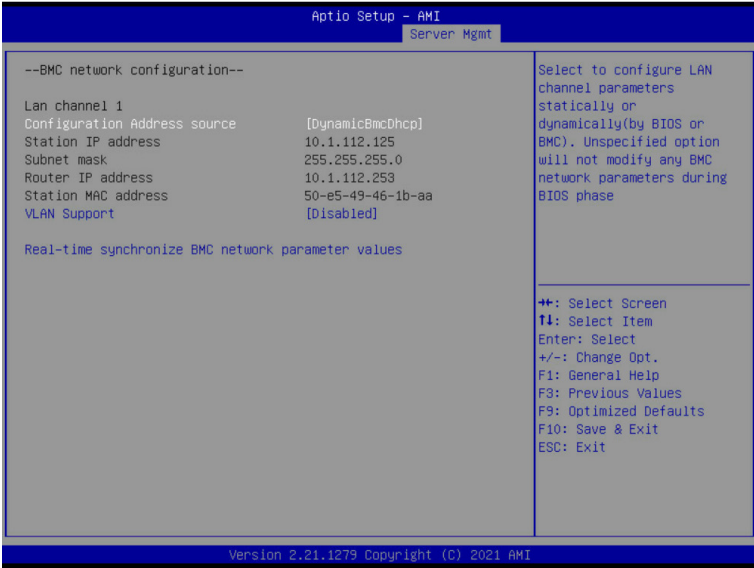 Aptio Setup – AMI
Server Mgmt
--BMC network configuration--
Lan channel 1
Configuration Address source [DynamicBmcDhcp]
Station IP address 10.1.112.125
Subnet mask 255.255.255.0
Router IP address 10.1.112.253
Station MAC address 50-e5-49-46-1b-aa
VLAN Support [Disabled]
Real-time synchronize BMC network parameter values
Select to configure LAN
channel parameters
statically or
dynamically(by BIOS or
BMC). Unspecified option
will not modify any BMC
network parameters during
BIOS phase
→←: Select Screen
↑↓: Select Item
Enter: Select
+/-: Change Opt.
F1: General Help
F3: Previous Values
F9: Optimized Defaults
F10: Save & Exit
ESC: Exit
Version 2.21.1279 Copyright (C) 2021 AMI